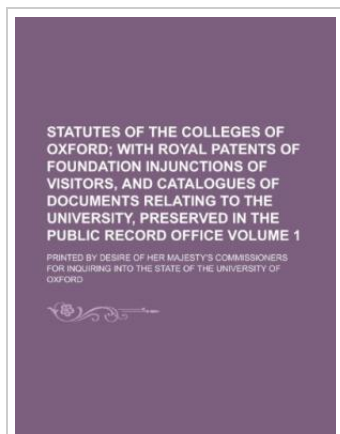 STATUTES OF THE COLLEGES OF
OXFORD; WITH ROYAL PATENTS OF
FOUNDATION INJUNCTIONS OF
VISITORS, AND CATALOGUES OF
DOCUMENTS RELATING TO THE
UNIVERSITY, PRESERVED IN THE
PUBLIC RECORD OFFICE VOLUME 1
PRINTED BY DESIRE OF HER MAJESTY'S COMMISSIONERS
FOR INQUIRING INTO THE STATE OF THE UNIVERSITY OF
OXFORD